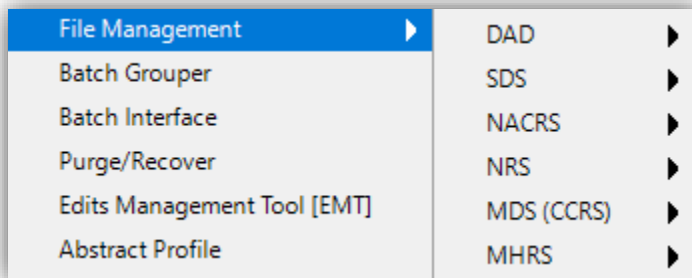 File Management
Batch Grouper
Batch Interface
Purge/Recover
Edits Management Tool [EMT]
Abstract Profile
DAD
SDS
NACRS
NRS
MDS (CCRS)
MHRS